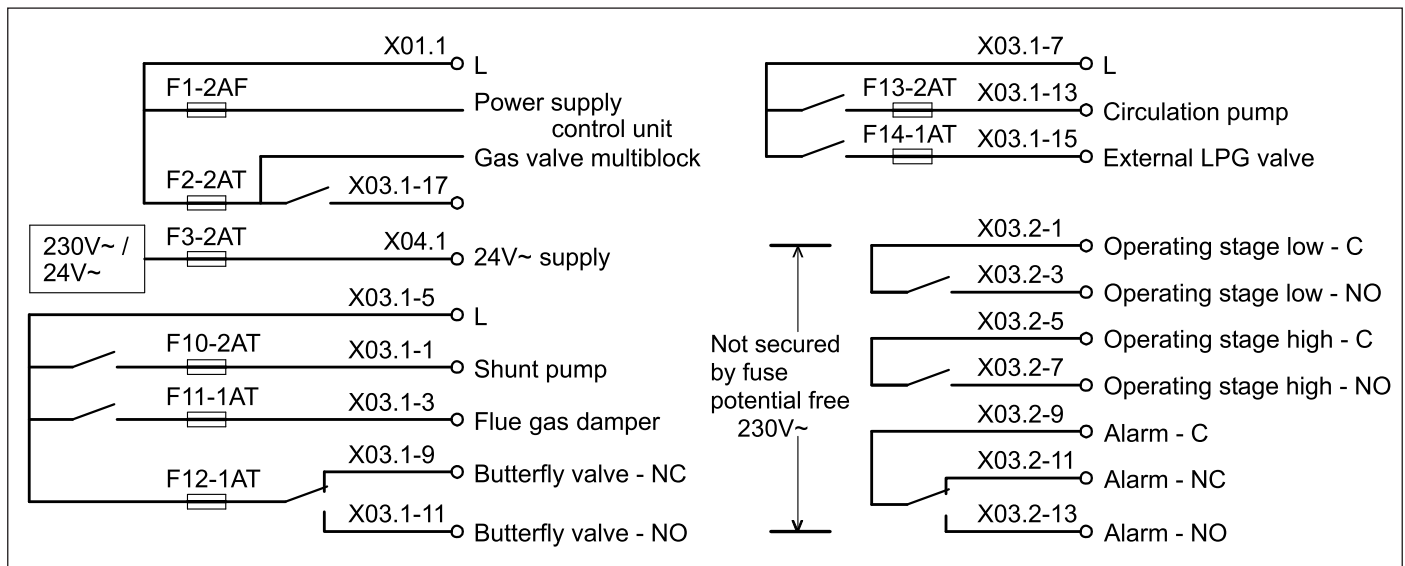 X01.1
L
F1-2AF
Power supply
control unit
Gas valve multiblock
F2-2AT
X03.1-17
230V~ /
24V~
F3-2AT
X04.1
24V~ supply
X03.1-5
L
F10-2AT
X03.1-1
Shunt pump
F11-1AT
X03.1-3
Flue gas damper
X03.1-9
Butterfly valve - NC
F12-1AT
X03.1-11
Butterfly valve - NO
X03.1-7
L
F13-2AT
X03.1-13
Circulation pump
F14-1AT
X03.1-15
External LPG valve
Not secured
by fuse
potential free
230V~
X03.2-1
Operating stage low - C
X03.2-3
Operating stage low - NO
X03.2-5
Operating stage high - C
X03.2-7
Operating stage high - NO
X03.2-9
Alarm - C
X03.2-11
Alarm - NC
X03.2-13
Alarm - NO